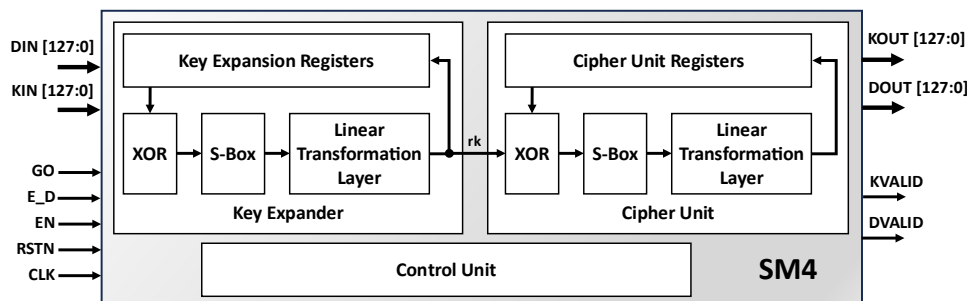 DIN [127:0]
KIN [127:0]
GO
E_D
EN
RSTN
CLK
Key Expansion Registers
XOR
S-Box
Linear
Transformation
Layer
Key Expander
rk
Cipher Unit Registers
XOR
S-Box
Linear
Transformation
Layer
Cipher Unit
Control Unit
SM4
KOUT [127:0]
DOUT [127:0]
KVALID
DVALID